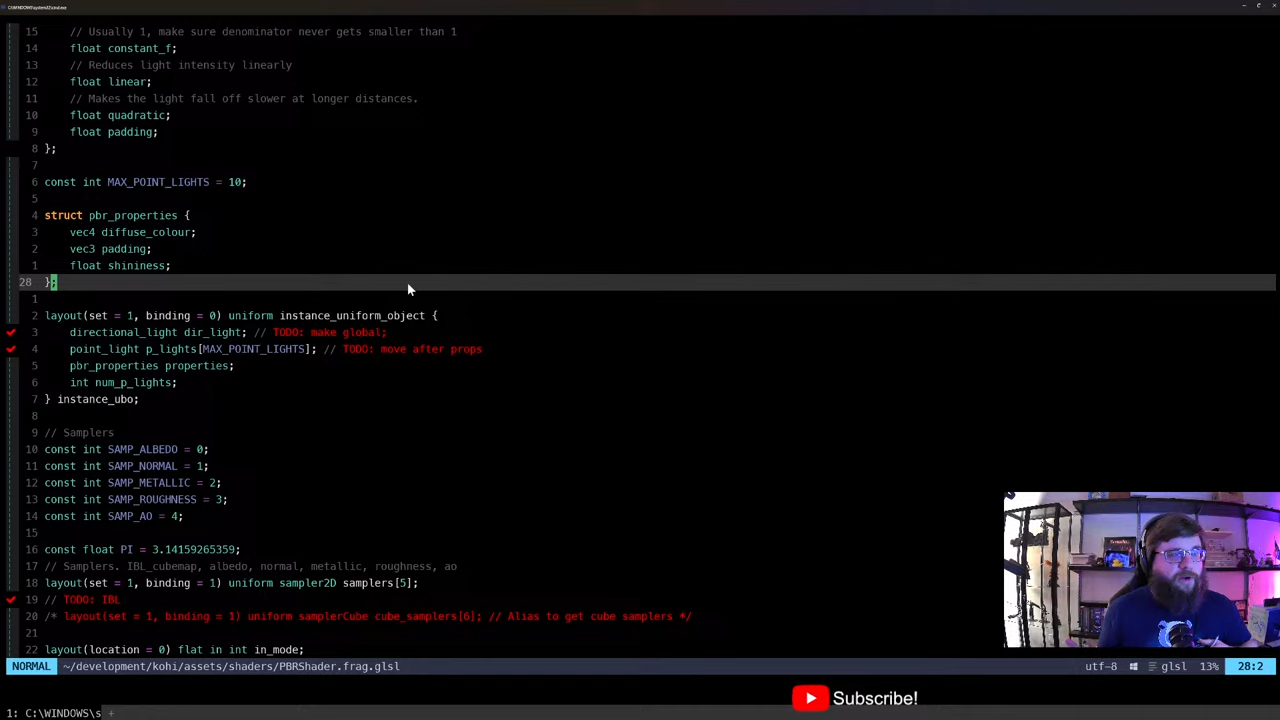 C:\WINDOWS\system32\cmd.exe
15 // Usually 1, make sure denominator never gets smaller than 1
14 float constant_f;
13 // Reduces light intensity linearly
12 float linear;
11 // Makes the light fall off slower at longer distances.
10 float quadratic;
9 float padding;
8 };
7
6 const int MAX_POINT_LIGHTS = 10;
5
4 struct pbr_properties {
3 vec4 diffuse_colour;
2 vec3 padding;
1 float shininess;
28 };
1
2 layout(set = 1, binding = 0) uniform instance_uniform_object {
3 directional_light dir_light; // TODO: make global;
4 point_light p_lights[MAX_POINT_LIGHTS]; // TODO: move after props
5 pbr_properties properties;
6 int num_p_lights;
7 } instance_ubo;
8
9 // Samplers
10 const int SAMP_ALBEDO = 0;
11 const int SAMP_NORMAL = 1;
12 const int SAMP_METALLIC = 2;
13 const int SAMP_ROUGHNESS = 3;
14 const int SAMP_AO = 4;
15
16 const float PI = 3.14159265359;
17 // Samplers. IBL_cubemap, albedo, normal, metallic, roughness, ao
18 layout(set = 1, binding = 1) uniform sampler2D samplers[5];
19 // TODO: IBL
20 /* layout(set = 1, binding = 1) uniform samplerCube cube_samplers[6]; // Alias to get cube samplers */
21
22 layout(location = 0) flat in int in_mode;
NORMAL ~/development/kohi/assets/shaders/PBRShader.frag.glsl utf-8 glsl 13% 28:2
Subscribe!
1: C:\WINDOWS\s +